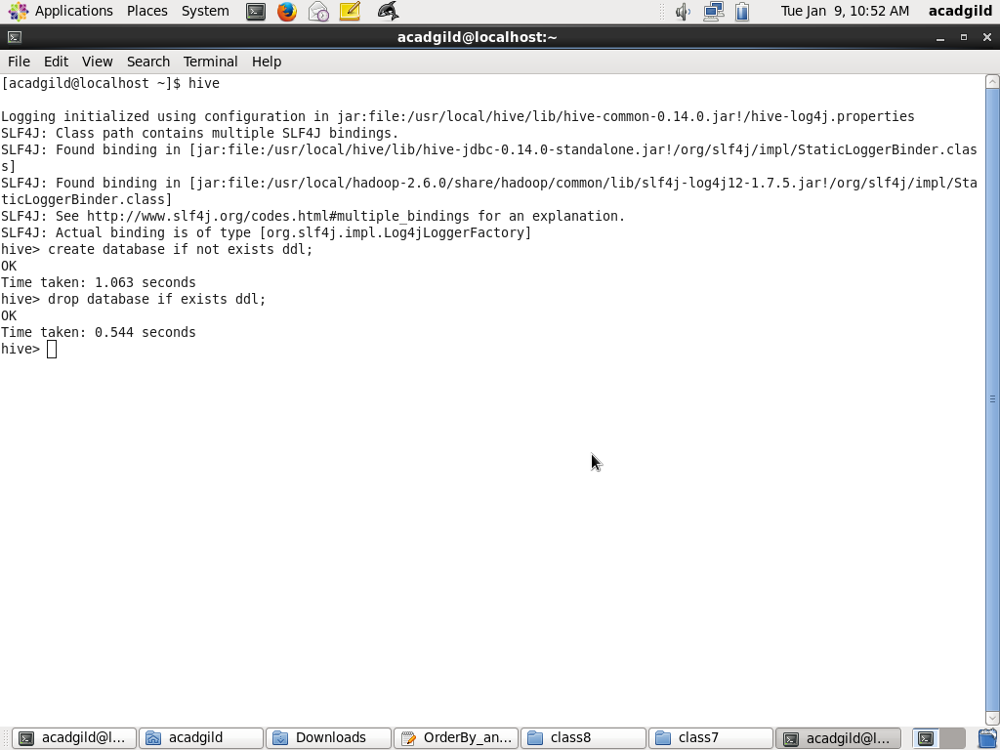 Applications Places System Tue Jan 9, 10:52 AM acadgild
acadgild@localhost:~
File Edit View Search Terminal Help
[acadgild@localhost ~]$ hive
Logging initialized using configuration in jar:file:/usr/local/hive/lib/hive-common-0.14.0.jar!/hive-log4j.properties
SLF4J: Class path contains multiple SLF4J bindings.
SLF4J: Found binding in [jar:file:/usr/local/hive/lib/hive-jdbc-0.14.0-standalone.jar!/org/slf4j/impl/StaticLoggerBinder.clas
s]
SLF4J: Found binding in [jar:file:/usr/local/hadoop-2.6.0/share/hadoop/common/lib/slf4j-log4j12-1.7.5.jar!/org/slf4j/impl/Sta
ticLoggerBinder.class]
SLF4J: See http://www.slf4j.org/codes.html#multiple_bindings for an explanation.
SLF4J: Actual binding is of type [org.slf4j.impl.Log4jLoggerFactory]
hive> create database if not exists ddl;
OK
Time taken: 1.063 seconds
hive> drop database if exists ddl;
OK
Time taken: 0.544 seconds
hive>
acadgild@l... acadgild Downloads OrderBy_an... class8 class7 acadgild@l...